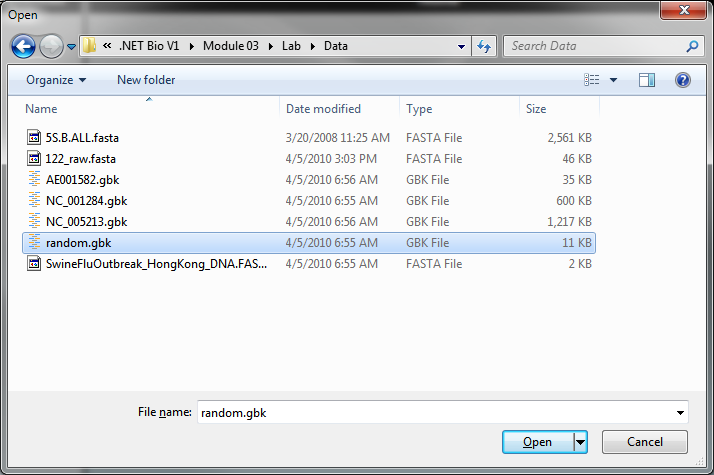 Open
« .NET Bio V1 Module 03 Lab Data Search Data
Organize New folder
Name Date modified Type Size
5S.B.ALL.fasta 3/20/2008 11:25 AM FASTA File 2,561 KB
122_raw.fasta 4/5/2010 3:03 PM FASTA File 46 KB
AE001582.gbk 4/5/2010 6:56 AM GBK File 35 KB
NC_001284.gbk 4/5/2010 6:55 AM GBK File 600 KB
NC_005213.gbk 4/5/2010 6:56 AM GBK File 1,217 KB
random.gbk 4/5/2010 6:55 AM GBK File 11 KB
SwineFluOutbreak_HongKong_DNA.FAS... 4/5/2010 6:55 AM FASTA File 2 KB
File name: random.gbk
Open Cancel